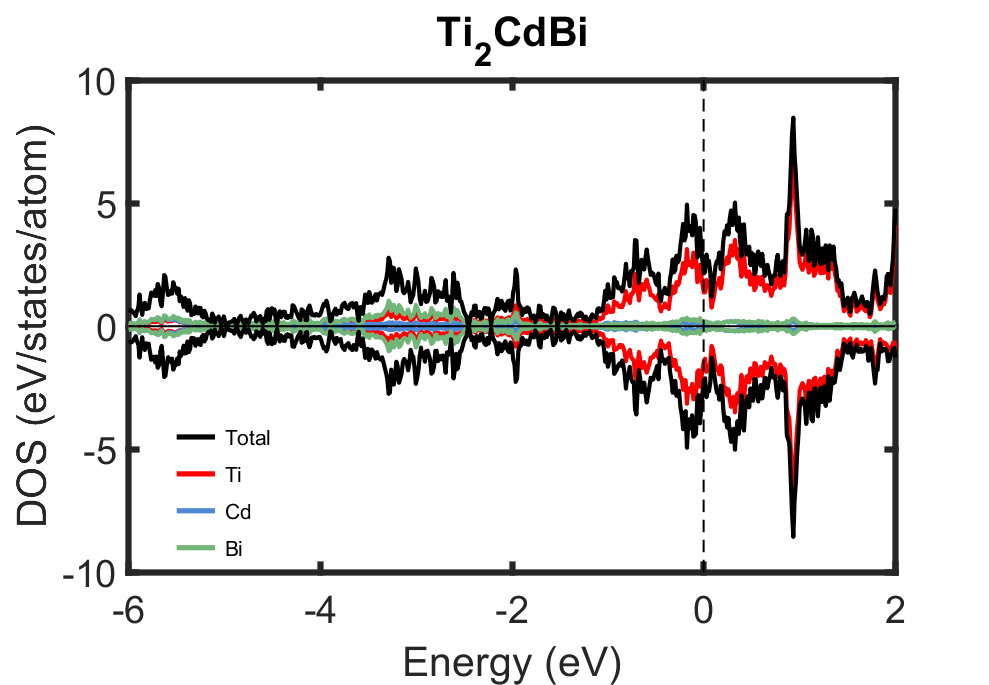 Ti2CdBi
10
5
0
-5
-10
DOS (eV/states/atom)
Total
Ti
Cd
Bi
-6 -4 -2 0 2
Energy (eV)